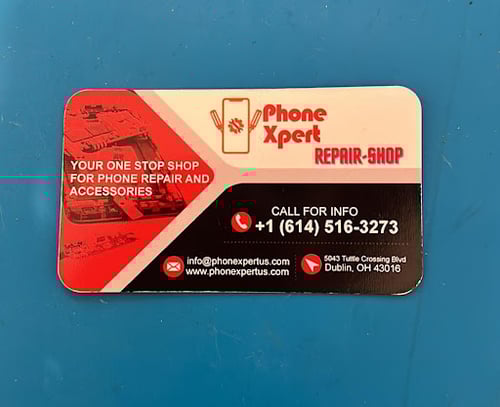 Phone
Xpert
REPAIR-SHOP
YOUR ONE STOP SHOP
FOR PHONE REPAIR AND
ACCESSORIES
CALL FOR INFO
+1 (614) 516-3273
info@phonexpertus.com
www.phonexpertus.com
5043 Tuttle Crossing Blvd
Dublin, OH 43016